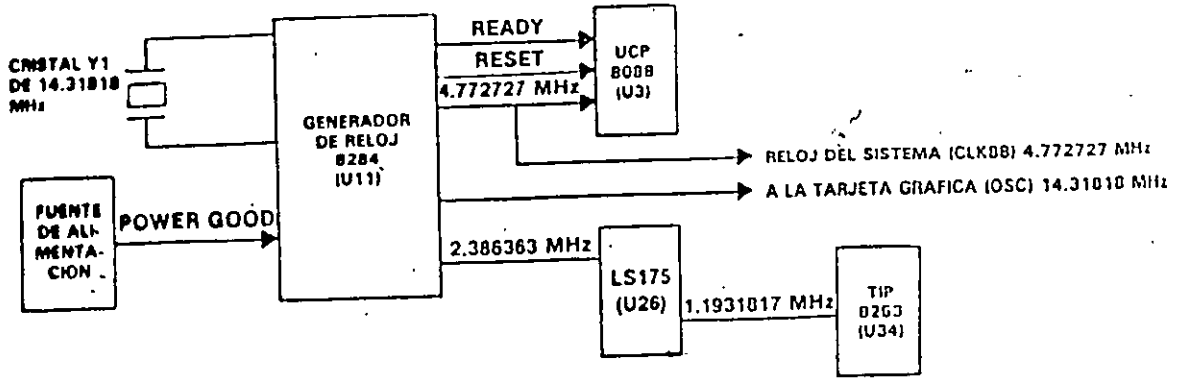 CRISTAL Y1
DE 14.31818
MHz
FUENTE
DE ALI-
MENTA-
CION
POWER GOOD
GENERADOR
DE RELOJ
8284
(U11)
READY
RESET
4.772727 MHz
UCP
8088
(U3)
RELOJ DEL SISTEMA (CLK88) 4.772727 MHz
A LA TARJETA GRAFICA (OSC) 14.31818 MHz
2.386363 MHz
LS175
(U26)
1.1931817 MHz
TIP
8253
(U34)